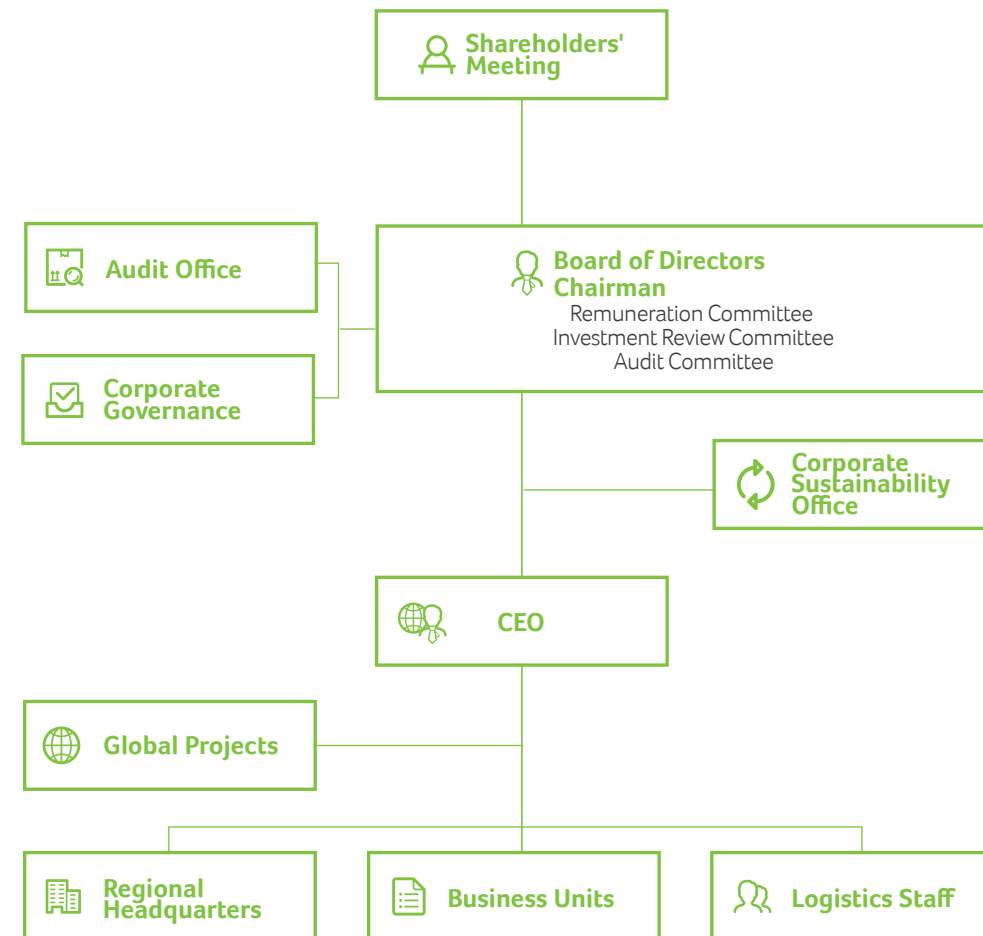 Shareholders'
Meeting
Audit Office
Board of Directors
Chairman
Remuneration Committee
Investment Review Committee
Audit Committee
Corporate
Governance
Corporate
Sustainability
Office
CEO
Global Projects
Regional
Headquarters
Business Units
Logistics Staff